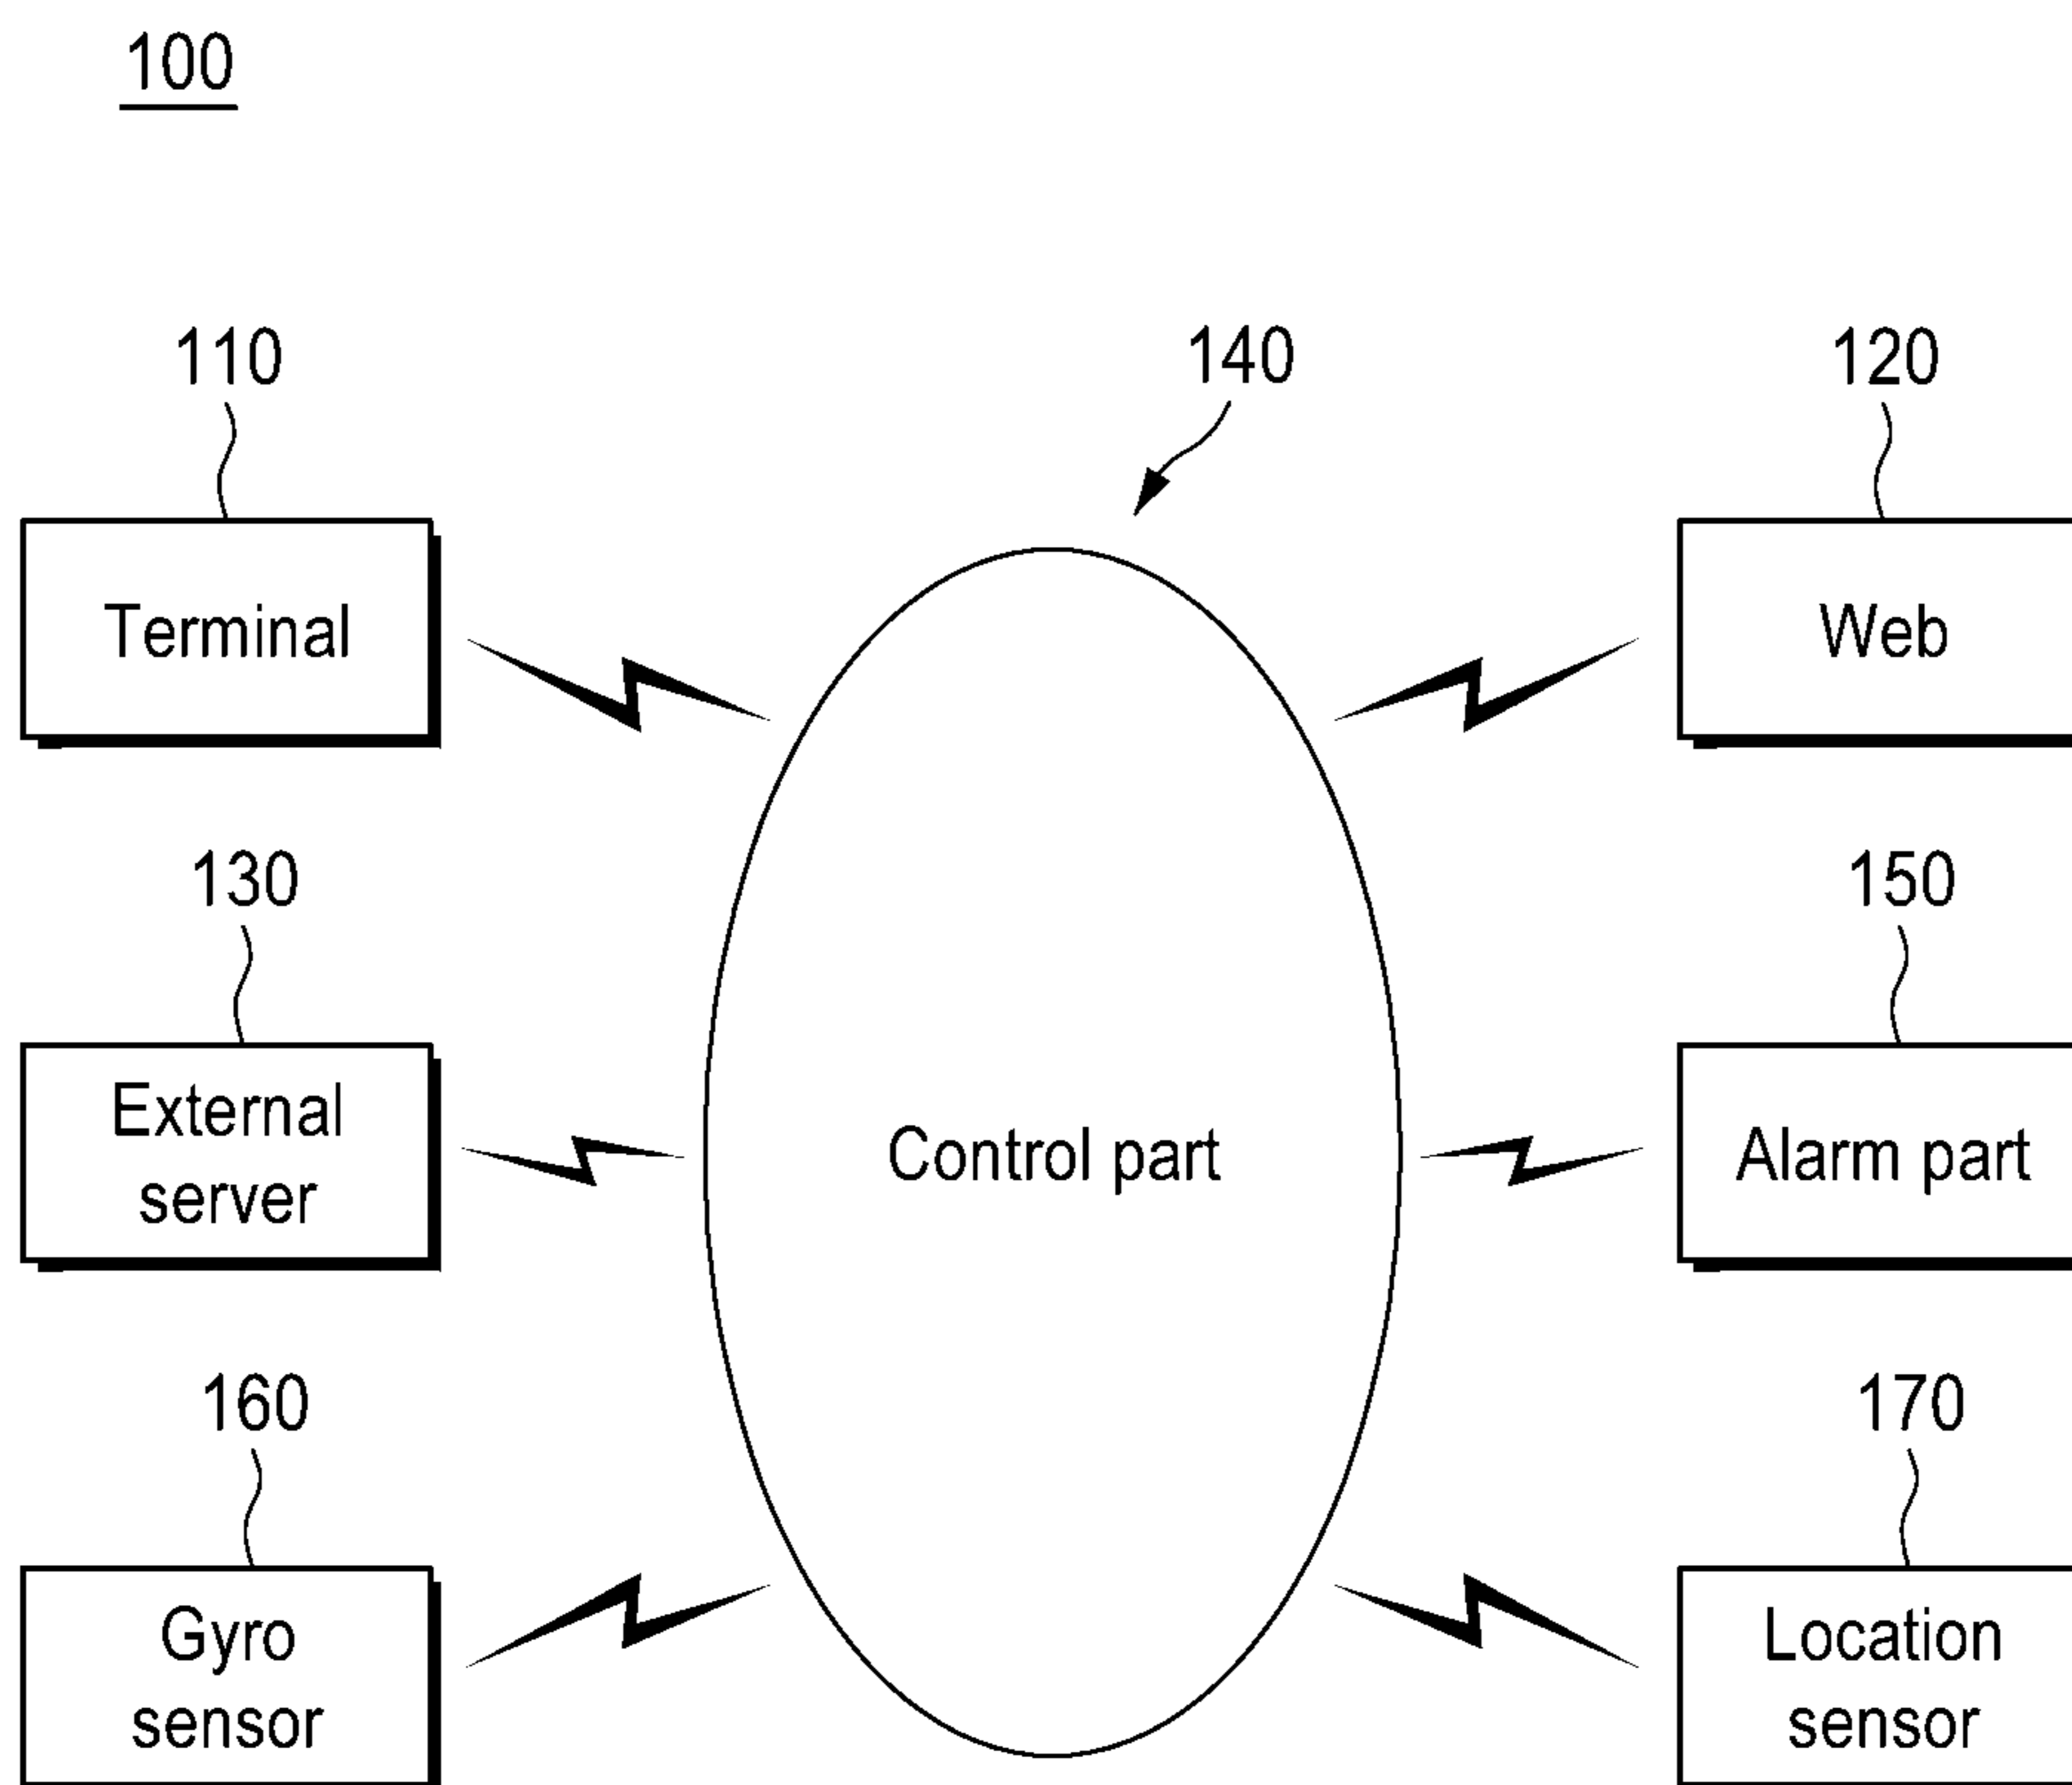 100
110
140
120
Terminal
Web
130
150
External
server
Control part
Alarm part
160
170
Gyro
sensor
Location
sensor